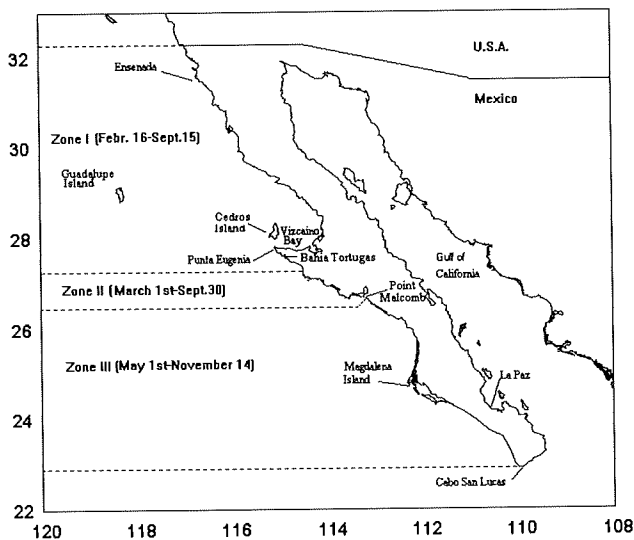 32
U.S.A.
Ensenada
Mexico
Zone I (Febr. 16-Sept.15)
30
Guadalupe
Island
Cedros
Island
Vizcaino
Bay
28
Punta Eugenia
Bahia Tortugas
Gulf of
California
Zone II (March 1st-Sept.30)
Point
Malcomb
26
Zone III (May 1st-November 14)
Magdalena
Island
La Paz
24
Cabo San Lucas
22
120
118
116
114
112
110
108